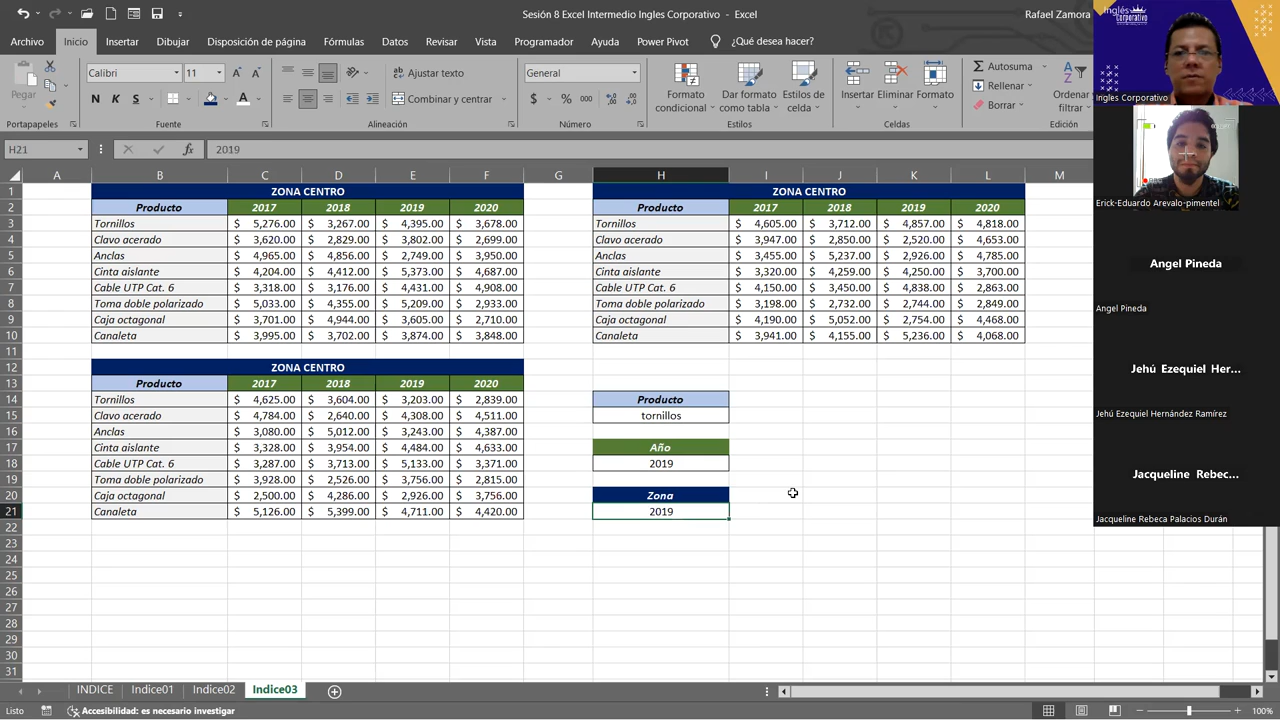 Sesión 8 Excel Intermedio Ingles Corporativo - Excel
Rafael Zamora
Archivo Inicio Insertar Dibujar Disposición de página Fórmulas Datos Revisar Vista Programador Ayuda Power Pivot ¿Qué desea hacer?
Pegar
Calibri 11
N K S
Ajustar texto
Combinar y centrar
General
$ % 000
Formato condicional
Dar formato como tabla
Estilos de celda
Insertar Eliminar Formato
Autosuma
Rellenar
Borrar
Ordenar
filtrar
Portapapeles Fuente Alineación Número Estilos Celdas Edición
H21 fx 2019
A B C D E F G H I J K L M
1 ZONA CENTRO ZONA CENTRO
2 Producto 2017 2018 2019 2020 Producto 2017 2018 2019 2020
3 Tornillos $ 5,276.00 $ 3,267.00 $ 4,395.00 $ 3,678.00 Tornillos $ 4,605.00 $ 3,712.00 $ 4,857.00 $ 4,818.00
4 Clavo acerado $ 3,620.00 $ 2,829.00 $ 3,802.00 $ 2,699.00 Clavo acerado $ 3,947.00 $ 2,850.00 $ 2,520.00 $ 4,653.00
5 Anclas $ 4,965.00 $ 4,856.00 $ 2,749.00 $ 3,950.00 Anclas $ 3,455.00 $ 5,237.00 $ 2,926.00 $ 4,785.00
6 Cinta aislante $ 4,204.00 $ 4,412.00 $ 5,373.00 $ 4,687.00 Cinta aislante $ 3,320.00 $ 4,259.00 $ 4,250.00 $ 3,700.00
7 Cable UTP Cat. 6 $ 3,318.00 $ 3,176.00 $ 4,431.00 $ 4,908.00 Cable UTP Cat. 6 $ 4,150.00 $ 3,450.00 $ 4,838.00 $ 2,863.00
8 Toma doble polarizado $ 5,033.00 $ 4,355.00 $ 5,209.00 $ 2,933.00 Toma doble polarizado $ 3,198.00 $ 2,732.00 $ 2,744.00 $ 2,849.00
9 Caja octagonal $ 3,701.00 $ 4,944.00 $ 3,605.00 $ 2,710.00 Caja octagonal $ 4,190.00 $ 5,052.00 $ 2,754.00 $ 4,468.00
10 Canaleta $ 3,995.00 $ 3,702.00 $ 3,874.00 $ 3,848.00 Canaleta $ 3,941.00 $ 4,155.00 $ 5,236.00 $ 4,068.00
11
12 ZONA CENTRO
13 Producto 2017 2018 2019 2020
14 Tornillos $ 4,625.00 $ 3,604.00 $ 3,203.00 $ 2,839.00 Producto
15 Clavo acerado $ 4,784.00 $ 2,640.00 $ 4,308.00 $ 4,511.00 tornillos
16 Anclas $ 3,080.00 $ 5,012.00 $ 3,243.00 $ 4,387.00
17 Cinta aislante $ 3,328.00 $ 3,954.00 $ 4,484.00 $ 4,633.00 Año
18 Cable UTP Cat. 6 $ 3,287.00 $ 3,713.00 $ 5,133.00 $ 3,371.00 2019
19 Toma doble polarizado $ 3,928.00 $ 2,526.00 $ 3,756.00 $ 2,815.00
20 Caja octagonal $ 2,500.00 $ 4,286.00 $ 2,926.00 $ 3,756.00 Zona
21 Canaleta $ 5,126.00 $ 5,399.00 $ 4,711.00 $ 4,420.00 2019
22
23
24
25
26
27
28
29
30
31
INDICE Indice01 Indice02 Indice03
Listo Accesibilidad: es necesario investigar 100%
Inglés
Corporativo
Ingles Corporativo
Erick-Eduardo Arevalo-pimentel
Angel Pineda
Angel Pineda
Jehú Ezequiel Her...
Jehú Ezequiel Hernández Ramírez
Jacqueline Rebec...
Jacqueline Rebeca Palacios Durán